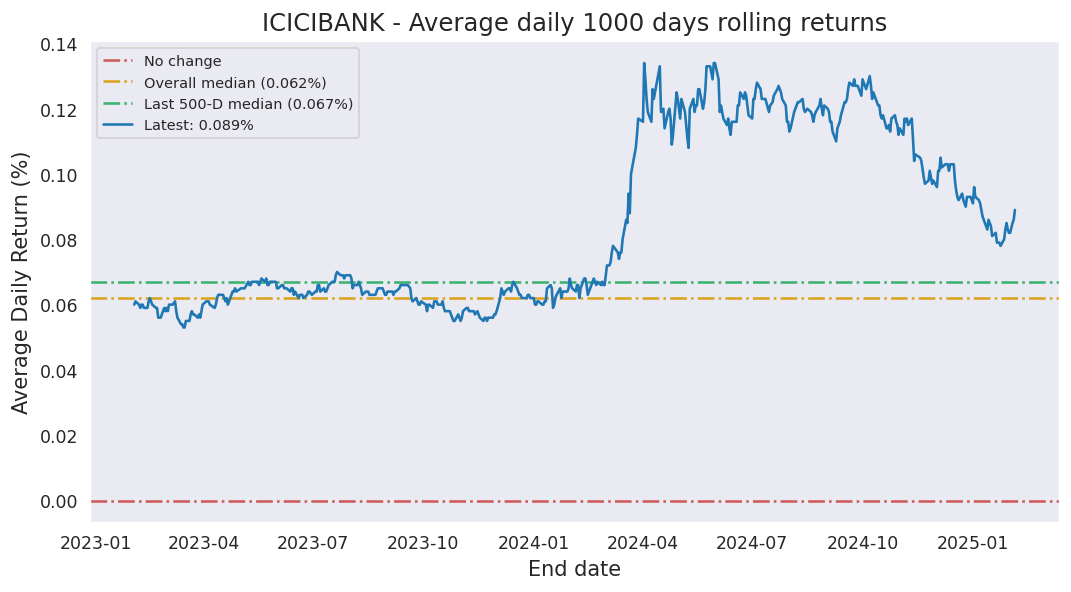 ICICIBANK - Average daily 1000 days rolling returns
No change
Overall median (0.062%)
Last 500-D median (0.067%)
Latest: 0.089%
Average Daily Return (%)
0.14
0.12
0.10
0.08
0.06
0.04
0.02
0.00
2023-01 2023-04 2023-07 2023-10 2024-01 2024-04 2024-07 2024-10 2025-01
End date